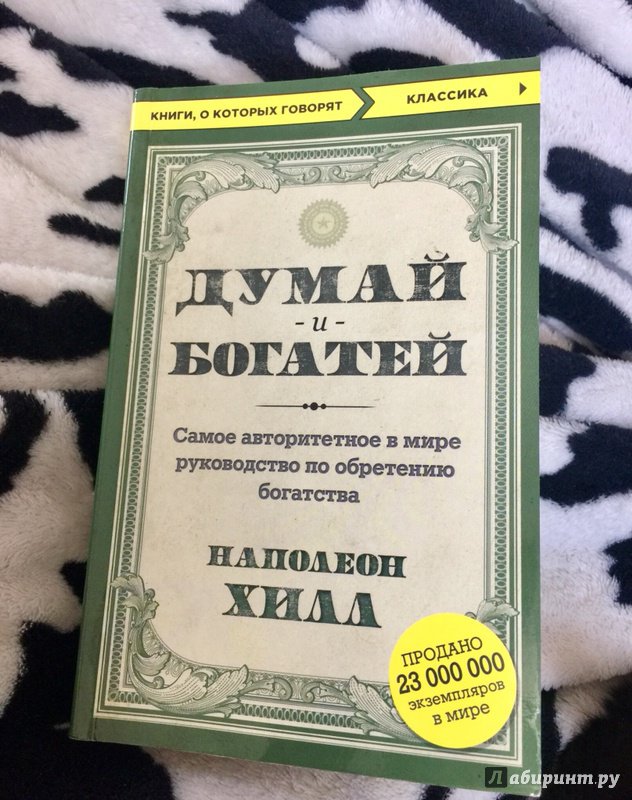 КНИГИ, О КОТОРЫХ ГОВОРЯТ
КЛАССИКА
ДУМАЙ
-и-
БОГАТЕЙ
Самое авторитетное в мире
руководство по обретению
богатства
НАПОЛЕОН
ХИЛЛ
ПРОДАНО
23 000 000
экземпляров
в мире
Лабиринт.ру